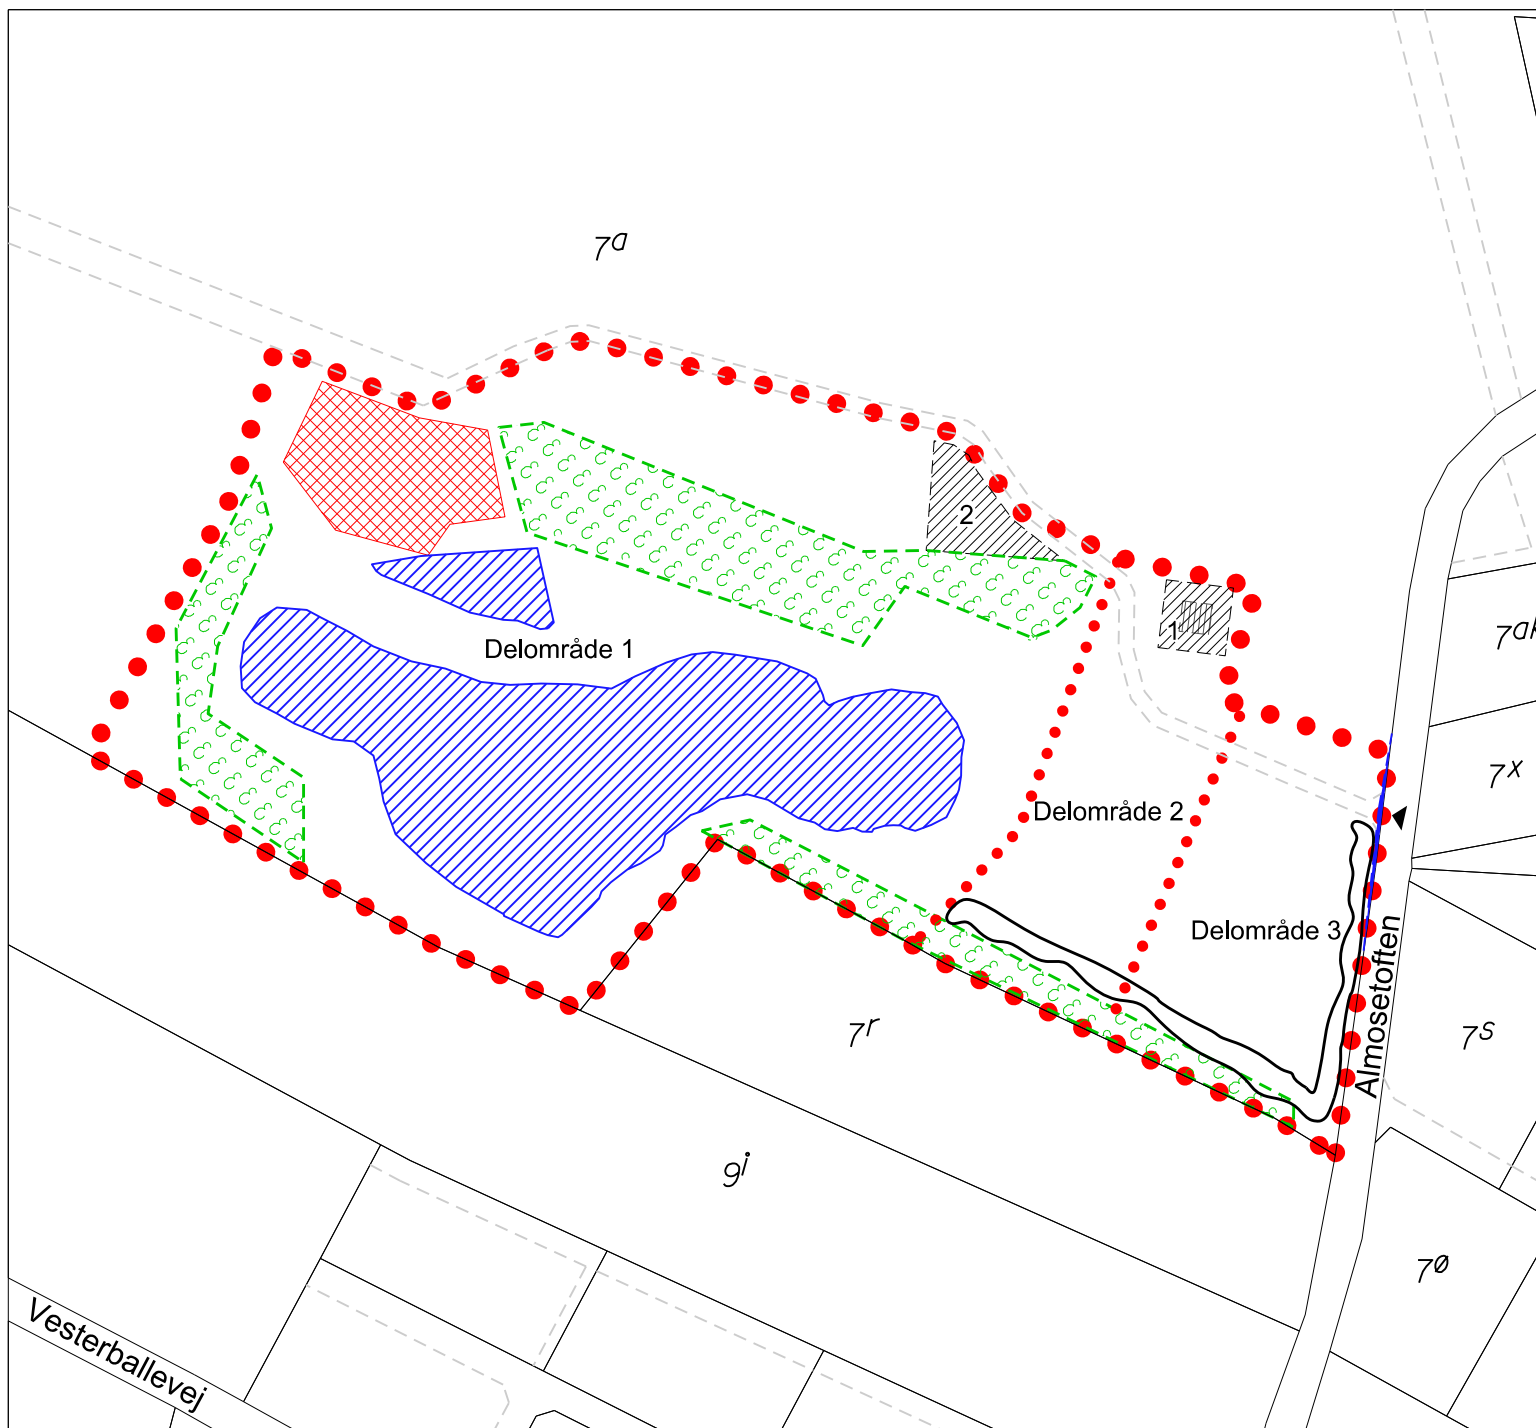 7a
2
1
7ak
Delområde 1
7x
Delområde 2
Delområde 3
Almosetoften
7r
7s
9i
7ø
Vesterballevej